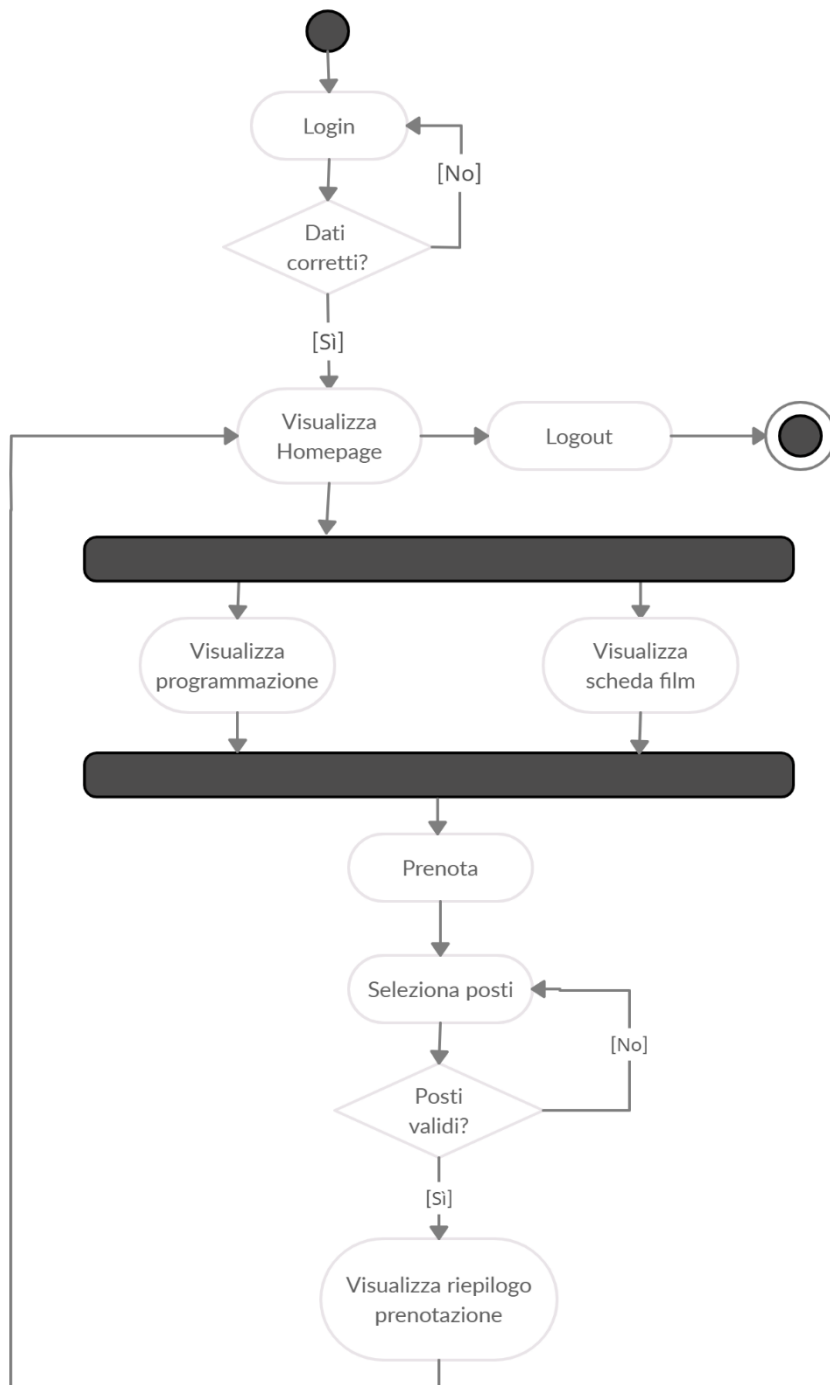 Login
[No]
Dati
corretti?
[Sì]
Visualizza
Homepage
Logout
Visualizza
programmazione
Visualizza
scheda film
Prenota
Seleziona posti
[No]
Posti
validi?
[Sì]
Visualizza riepilogo
prenotazione